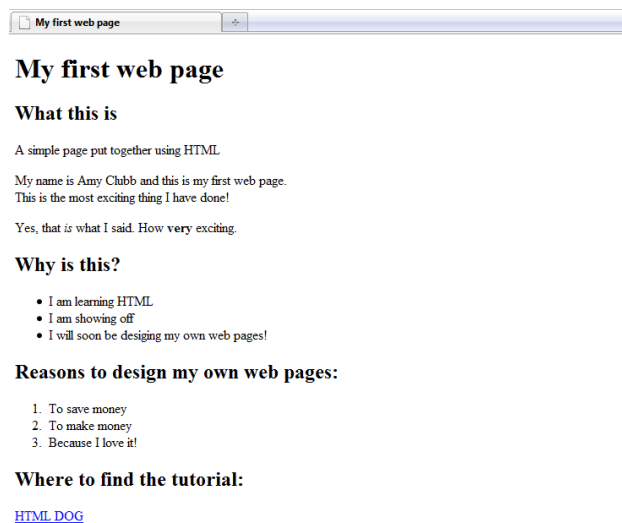 My first web page
My first web page
What this is
A simple page put together using HTML
My name is Amy Clubb and this is my first web page.
This is the most exciting thing I have done!
Yes, that is what I said. How very exciting.
Why is this?
• I am learning HTML
• I am showing off
• I will soon be desiging my own web pages!
Reasons to design my own web pages:
1. To save money
2. To make money
3. Because I love it!
Where to find the tutorial:
HTML DOG